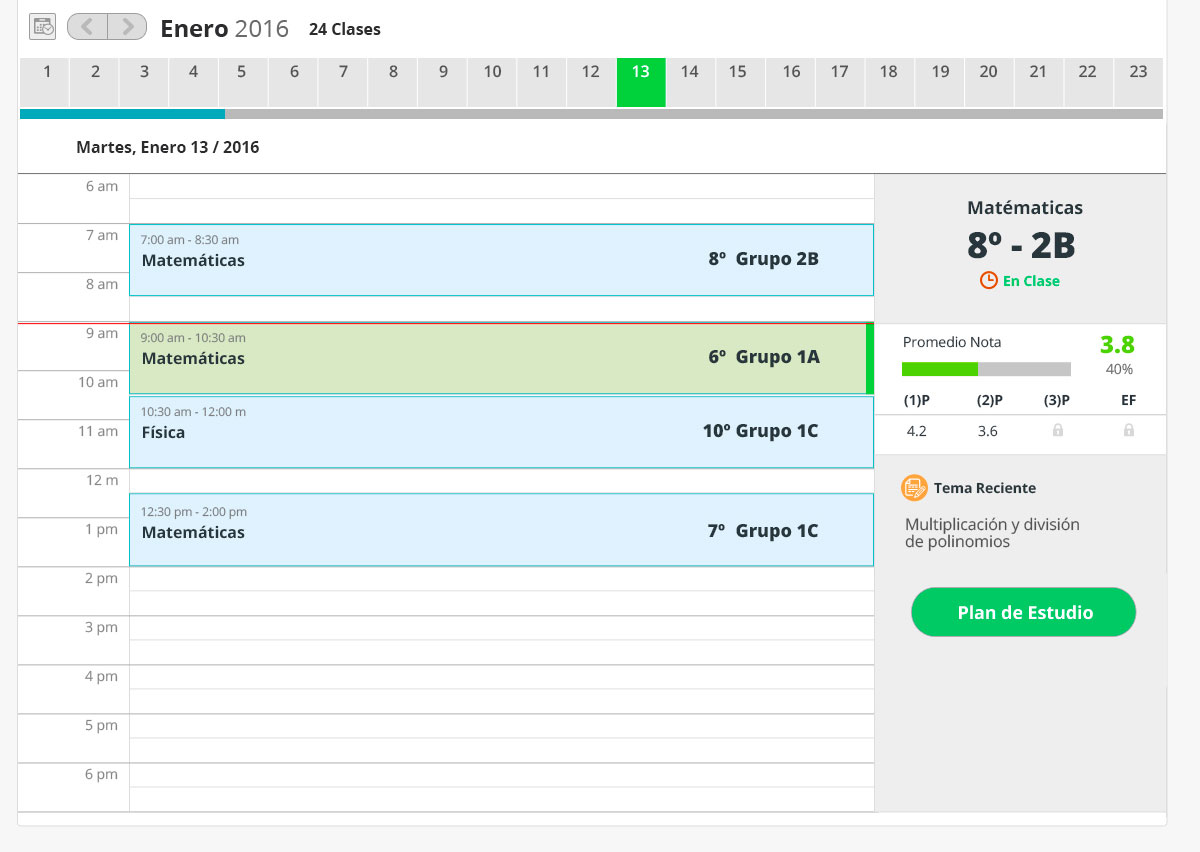 Enero 2016 24 Clases
1 2 3 4 5 6 7 8 9 10 11 12 13 14 15 16 17 18 19 20 21 22 23
Martes, Enero 13 / 2016
6 am
7 am
8 am
9 am
10 am
11 am
12 m
1 pm
2 pm
3 pm
4 pm
5 pm
6 pm
7:00 am - 8:30 am
Matemáticas 8º Grupo 2B
9:00 am - 10:30 am
Matemáticas 6º Grupo 1A
10:30 am - 12:00 m
Física 10º Grupo 1C
12:30 pm - 2:00 pm
Matemáticas 7º Grupo 1C
Matématicas
8º - 2B
En Clase
Promedio Nota 3.8
40%
(1)P (2)P (3)P EF
4.2 3.6
Tema Reciente
Multiplicación y división
de polinomios
Plan de Estudio